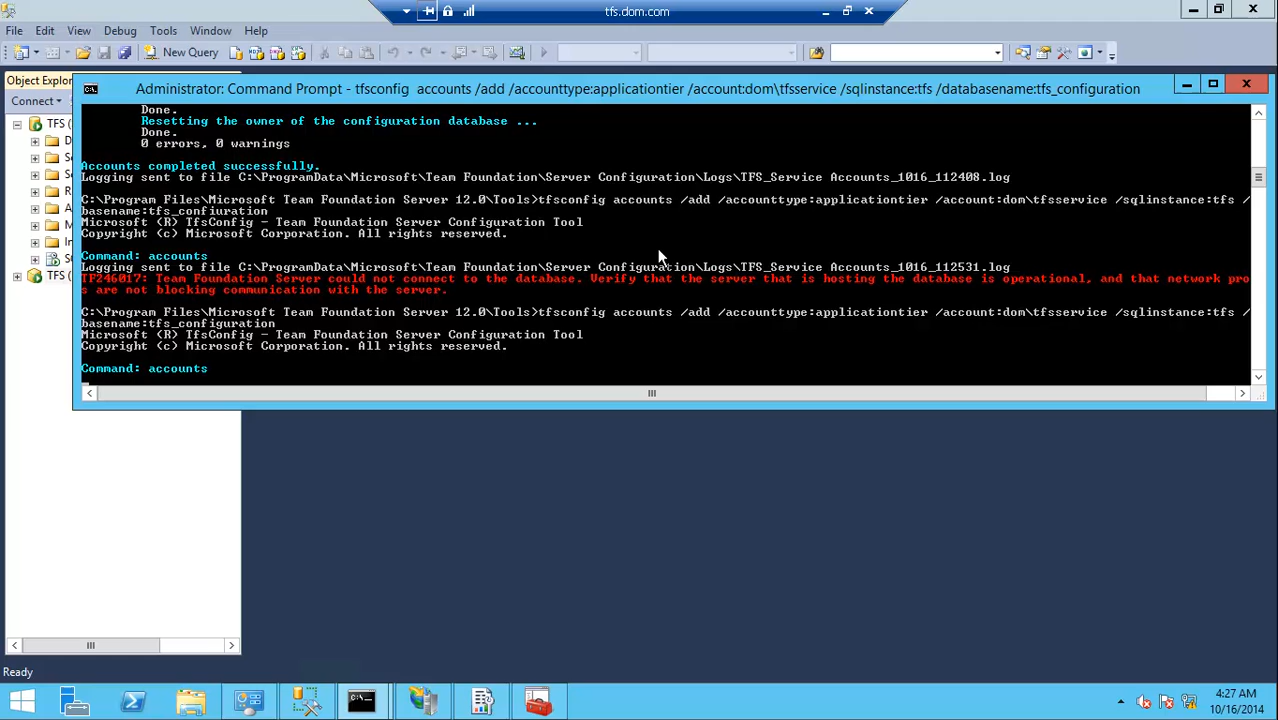 tfs.dom.com
File Edit View Debug Tools Window Help
New Query
Object Explor
Administrator: Command Prompt - tfsconfig accounts /add /accounttype:applicationtier /account:dom\tfsservice /sqlinstance:tfs /databasename:tfs_configuration
Connect
TFS (
Done.
Resetting the owner of the configuration database ...
Done.
0 errors, 0 warnings
Accounts completed successfully.
Logging sent to file C:\ProgramData\Microsoft\Team Foundation\Server Configuration\Logs\TFS_Service Accounts_1016_112408.log
C:\Program Files\Microsoft Team Foundation Server 12.0\Tools>tfsconfig accounts /add /accounttype:applicationtier /account:dom\tfsservice /sqlinstance:tfs /
basename:tfs_confiuration
Microsoft (R) TfsConfig - Team Foundation Server Configuration Tool
Copyright (c) Microsoft Corporation. All rights reserved.
Command: accounts
Logging sent to file C:\ProgramData\Microsoft\Team Foundation\Server Configuration\Logs\TFS_Service Accounts_1016_112531.log
TF246017: Team Foundation Server could not connect to the database. Verify that the server that is hosting the database is operational, and that network pro
s are not blocking communication with the server.
C:\Program Files\Microsoft Team Foundation Server 12.0\Tools>tfsconfig accounts /add /accounttype:applicationtier /account:dom\tfsservice /sqlinstance:tfs /
basename:tfs_configuration
Microsoft (R) TfsConfig - Team Foundation Server Configuration Tool
Copyright (c) Microsoft Corporation. All rights reserved.
Command: accounts
D
S
R
A
M
In
S
TFS (
Ready
4:27 AM
10/16/2014